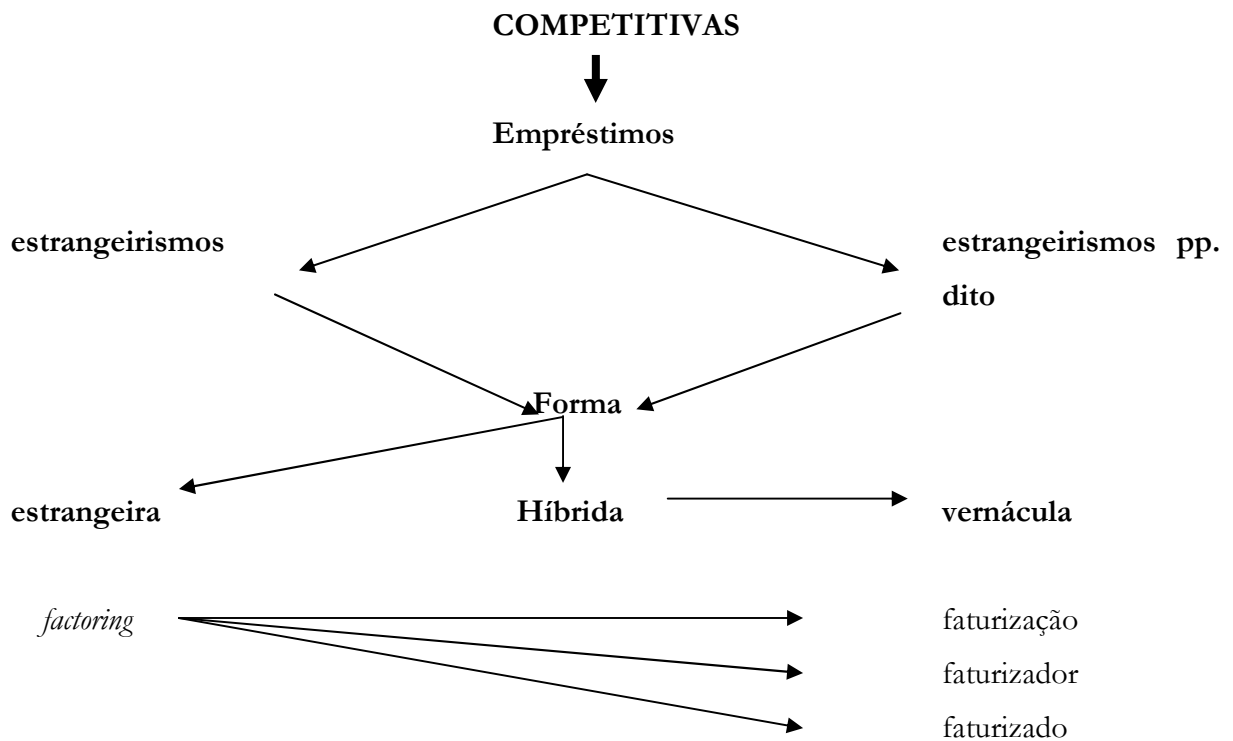 COMPETITIVAS
Empréstimos
estrangeirismos
estrangeirismos pp.
dito
Forma
estrangeira
Híbrida
vernácula
factoring
faturização
faturizador
faturizado